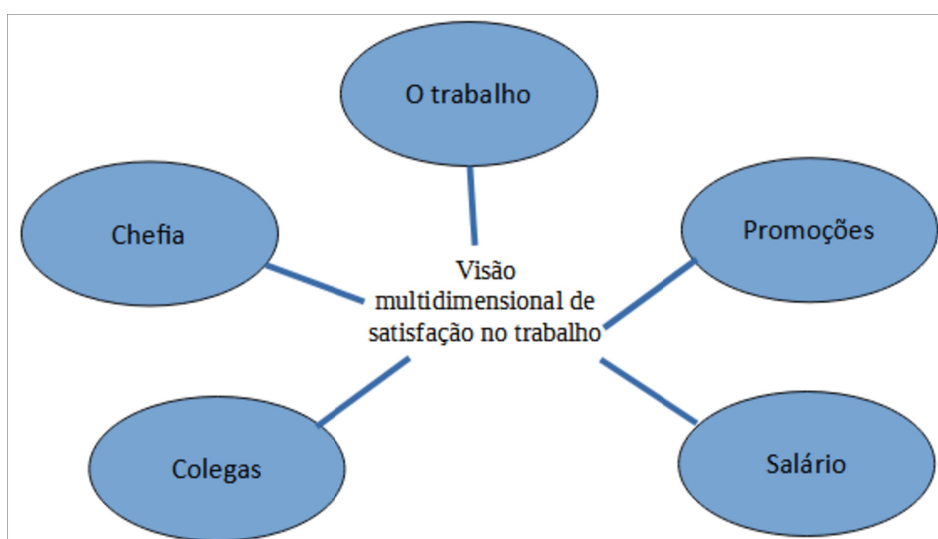 O trabalho
Chefia
Promoções
Visão
multidimensional de
satisfação no trabalho
Colegas
Salário